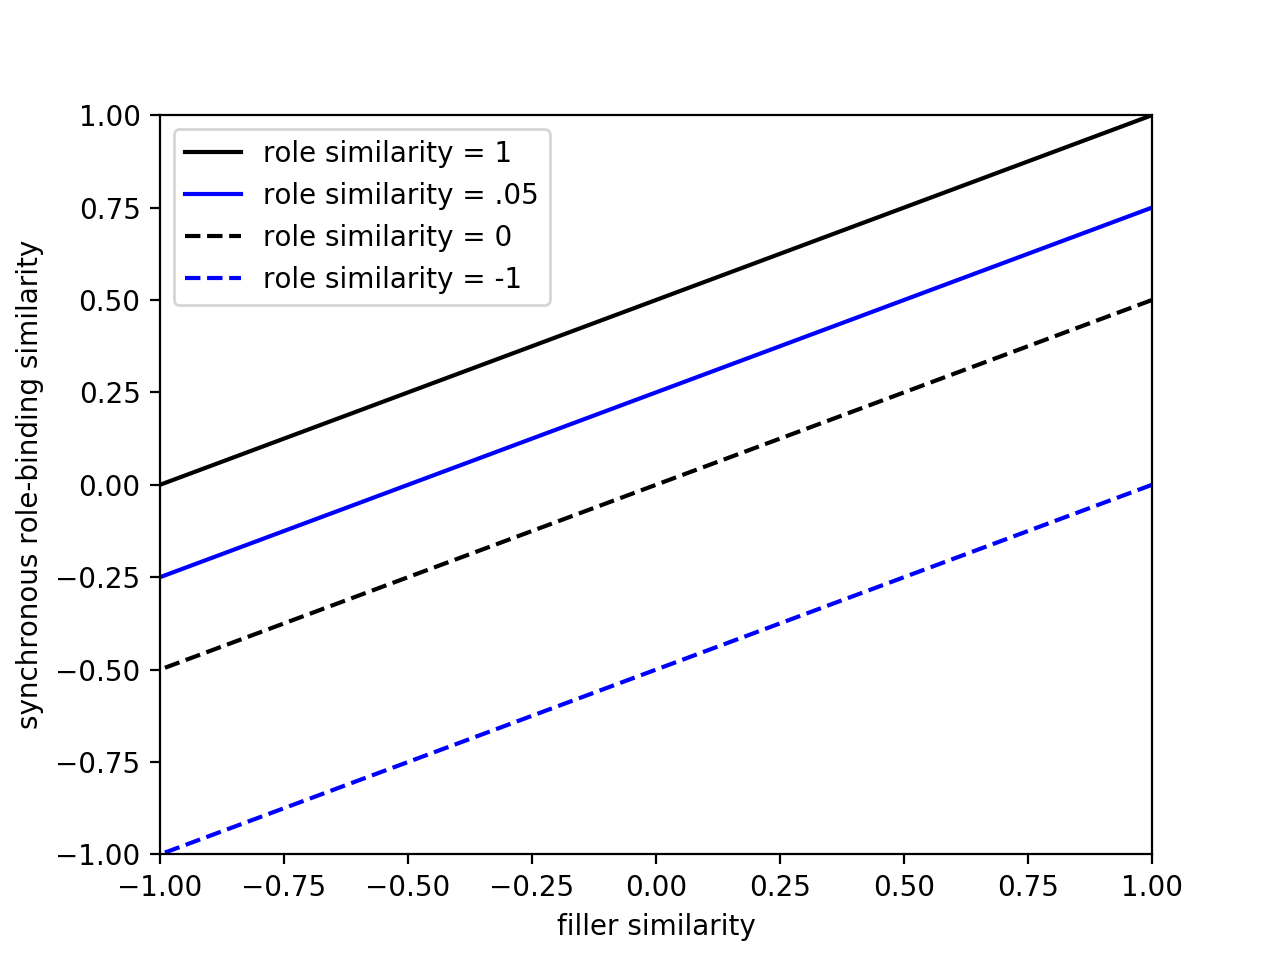 1.00
0.75
0.50
0.25
0.00
−0.25
−0.50
−0.75
−1.00
synchronous role-binding similarity
role similarity = 1
role similarity = .05
role similarity = 0
role similarity = -1
−1.00 −0.75 −0.50 −0.25 0.00 0.25 0.50 0.75 1.00
filler similarity